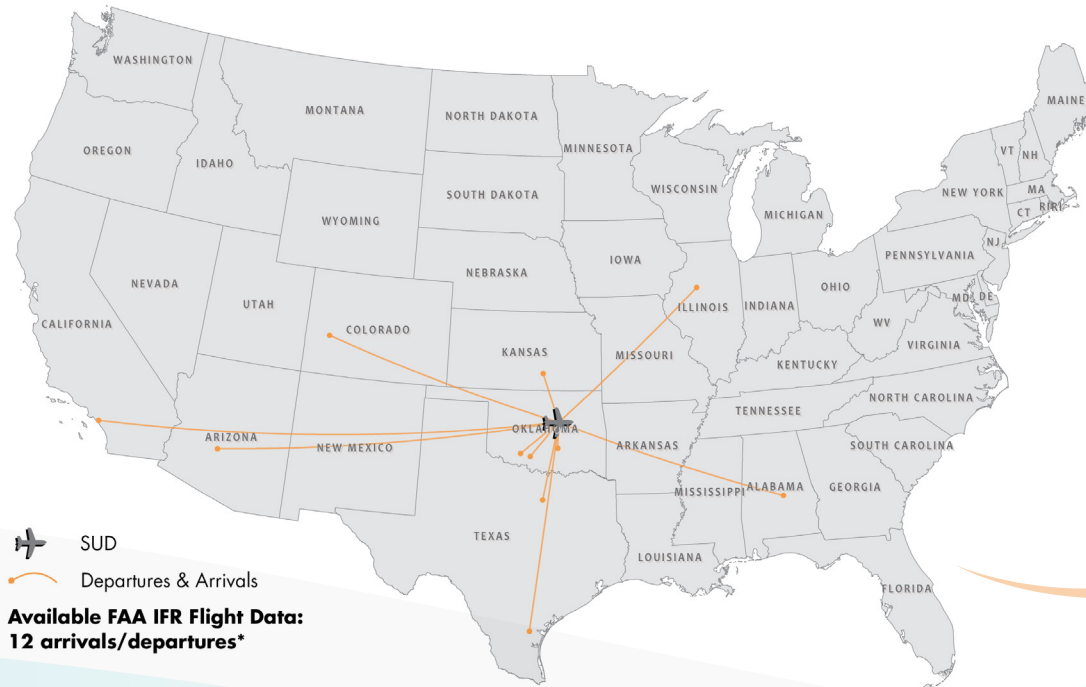 WASHINGTON
MAINE
MONTANA
NORTH DAKOTA
MINNESOTA
VT
NH
OREGON
IDAHO
SOUTH DAKOTA
WISCONSIN
MICHIGAN
NEW YORK
MA
CT
RI
RI
WYOMING
IOWA
NEBRASKA
PENNSYLVANIA
NJ
NEVADA
UTAH
ILLINOIS
INDIANA
OHIO
MD
DE
CALIFORNIA
COLORADO
WV
VIRGINIA
KANSAS
MISSOURI
KENTUCKY
NORTH CAROLINA
TENNESSEE
ARIZONA
NEW MEXICO
OKLAHOMA
ARKANSAS
SOUTH CAROLINA
MISSISSIPPI
ALABAMA
GEORGIA
TEXAS
LOUISIANA
FLORIDA
SUD
Departures & Arrivals
Available FAA IFR Flight Data:
12 arrivals/departures*